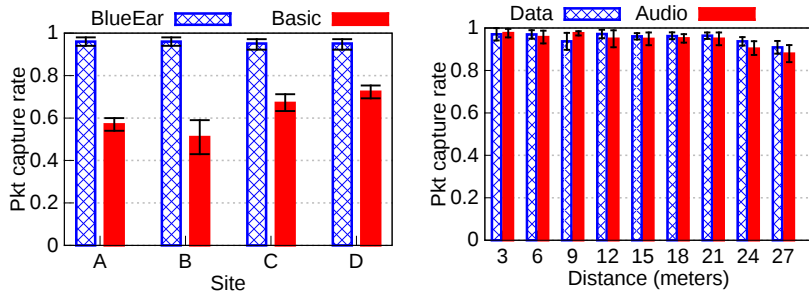 BlueEar Basic
Pkt capture rate
1
0.8
0.6
0.4
0.2
0
A B C D
Site
Data Audio
Pkt capture rate
1
0.8
0.6
0.4
0.2
0
3 6 9 12 15 18 21 24 27
Distance (meters)